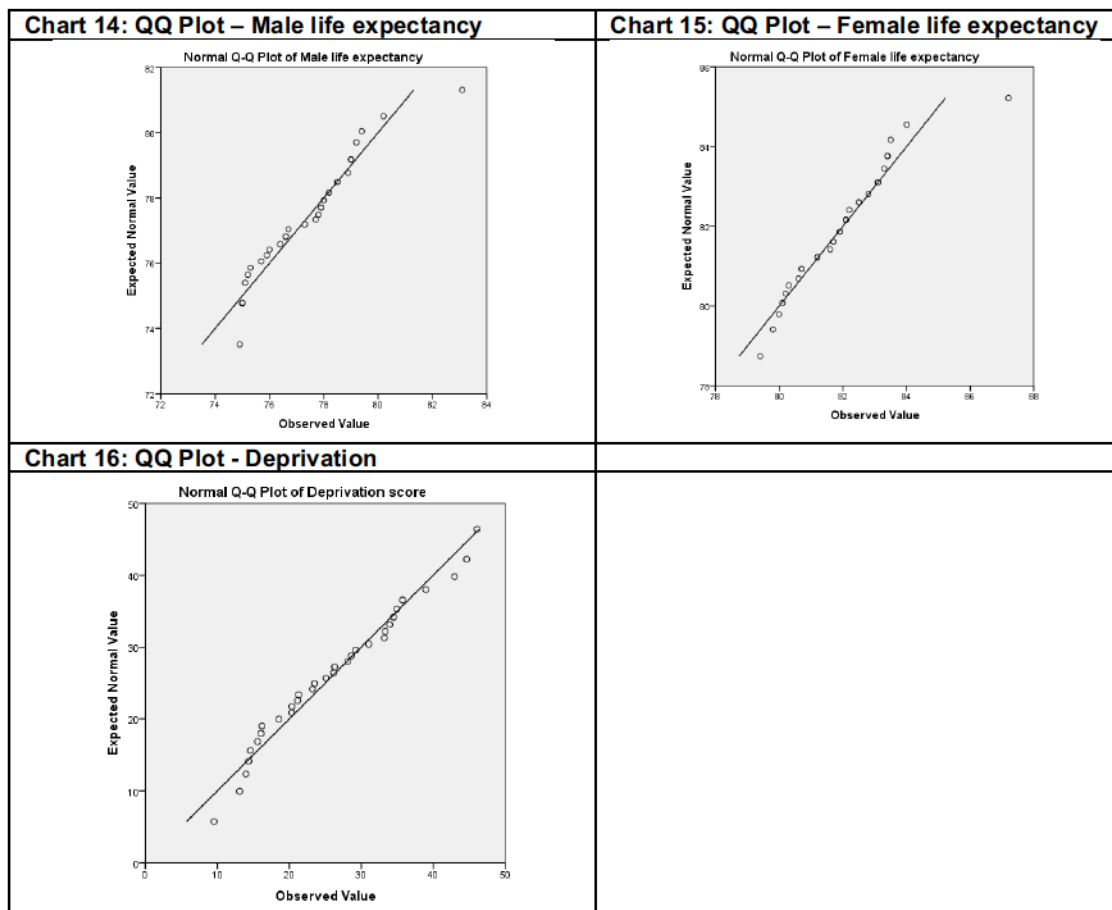 Chart 14: QQ Plot – Male life expectancy
Normal Q-Q Plot of Male life expectancy
82
80
78
76
74
72
Expected Normal Value
72 74 76 78 80 82 84
Observed Value
Chart 15: QQ Plot – Female life expectancy
Normal Q-Q Plot of Female life expectancy
86
84
82
80
78
Expected Normal Value
78 80 82 84 86 88
Observed Value
Chart 16: QQ Plot - Deprivation
Normal Q-Q Plot of Deprivation score
50
40
30
20
10
0
Expected Normal Value
0 10 20 30 40 50
Observed Value